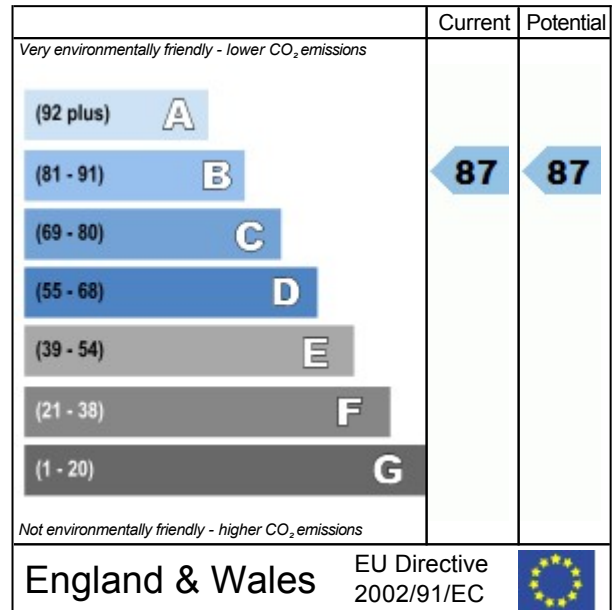 Current Potential
Very environmentally friendly - lower CO₂ emissions
(92 plus) A
(81 - 91) B 87 87
(69 - 80) C
(55 - 68) D
(39 - 54) E
(21 - 38) F
(1 - 20) G
Not environmentally friendly - higher CO₂ emissions
England & Wales EU Directive
2002/91/EC